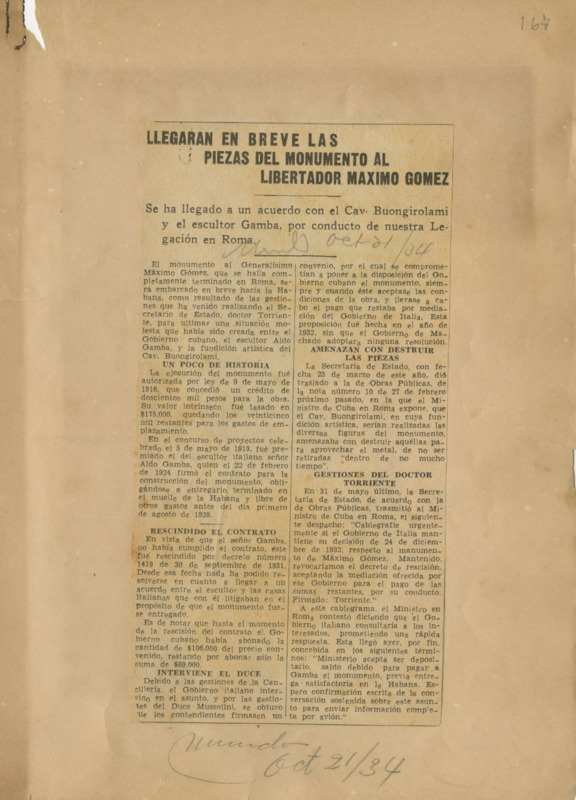 167
LLEGARAN EN BREVE LAS
PIEZAS DEL MONUMENTO AL
LIBERTADOR MAXIMO GOMEZ
Se ha llegado a un acuerdo con el Cav. Buongirolami
y el escultor Gamba, por conducto de nuestra Le-
gación en Roma.
Mundo Oct 21/34
El monumento al Generalísimo
Máximo Gómez, que se halla com-
pletamente terminado en Roma, se-
rá embarcado en breve hacia la Ha-
bana, como resultado de las gestio-
nes que ha venido realizando el Se-
cretario de Estado, doctor Torrien-
te, para ultimar una situación mo-
lesta que había sido creada entre el
Gobierno cubano, el escultor Aldo
Gamba, y la fundición artística del
Cav. Buongirolami.
UN POCO DE HISTORIA
La ejecución del monumento fué
autorizada por ley de 9 de mayo de
1916, que concedió un crédito de
doscientos mil pesos para la obra.
Su valor intrínseco fué tasado en
$175,000, quedando los veinticinco
mil restantes para los gastos de em-
plazamiento.
En el concurso de proyectos cele-
brado el 5 de mayo de 1919, fué pre-
miado el del escultor italiano señor
Aldo Gamba, quien el 22 de febrero
de 1924 firmó el contrato para la
construcción del monumento, obli-
gándose a entregarlo terminado en
el muelle de la Habana y libre de
otros gastos antes del día primero
de agosto de 1928.
RESCINDIDO EL CONTRATO
En vista de que el señor Gamba,
no había cumplido el contrato, éste
fué rescindido por decreto número
1419 de 30 de septiembre de 1931.
Desde esa fecha nada ha podido re-
solverse en cuanto a llegar a un
acuerdo entre el escultor y las casas
italianas que con él litigaban en el
propósito de que el monumento fue-
se entregado.
Es de notar que hasta el momento
de la rescisión del contrato el Go-
bierno cubano había abonado la
cantidad de $106,000 del precio con-
venido, restando por abonar sólo la
suma de $69,000.
INTERVIENE EL DUCE
Debido a las gestiones de la Can-
cillería, el Gobierno italiano inter-
vino en el asunto, y por las gestio-
nes del Duce Mussolini, se obtuvo
que los contendientes firmasen un
convenio, por el cual se comprome-
tían a poner a la disposición del Go-
bierno cubano el monumento, siem-
pre y cuando éste aceptase las con-
diciones de la obra, y llevase a ca-
bo el pago que restaba por media-
ción del Gobierno de Italia. Esta
proposición fué hecha en el año de
1932, sin que el Gobierno de Ma-
chado adoptara ninguna resolución.
AMENAZAN CON DESTRUIR
LAS PIEZAS
La Secretaría de Estado, con fe-
cha 23 de marzo de este año, dió
traslado a la de Obras Públicas, de
la nota número 10 de 27 de febrero
próximo pasado, en la que el Mi-
nistro de Cuba en Roma expone, que
el Cav. Buongirolami, en cuya fun-
dición artística, serían realizadas las
diversas figuras del monumento,
amenazaba con destruir aquéllas pa-
ra aprovechar el metal, de no ser
retiradas "dentro de no mucho
tiempo".
GESTIONES DEL DOCTOR
TORRIENTE
En 31 de mayo último, la Secre-
taría de Estado, de acuerdo con la
de Obras Públicas, trasmitió al Mi-
nistro de Cuba en Roma, el siguien-
te despacho: "Cablegrafíe urgente-
mente si el Gobierno de Italia man-
tiene su decisión de 24 de diciem-
bre de 1932, respecto al monumen-
to de Máximo Gómez. Mantenido,
revocaríamos el decreto de rescisión,
aceptando la mediación ofrecida por
ese Gobierno para el pago de las
sumas restantes, por su conducto.
Firmado: Torriente."
A este cablegrama, el Ministro en
Roma contestó diciendo que el Go-
bierno italiano consultaría a los in-
teresados, prometiendo una rápida
respuesta. Esta llegó ayer, por fin,
concebida en los siguientes térmi-
nos: "Ministerio acepta ser deposi-
tario, saldo debido para pagar a
Gamba el monumento, previa entre-
ga satisfactoria en la Habana. Es-
pero confirmación escrita de la con-
versación sostenida sobre este asun-
to para enviar información comple-
ta por avión."
Mundo
Oct 21/34